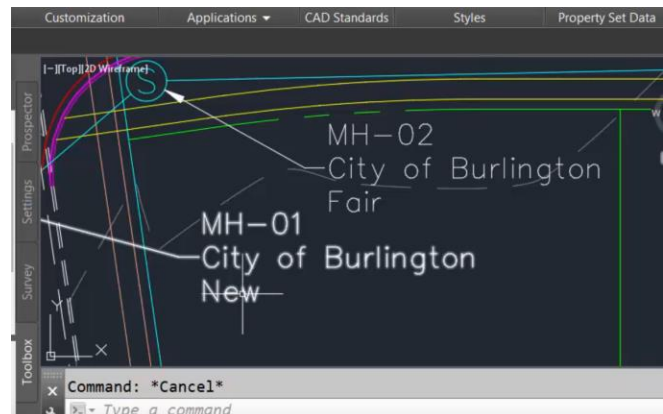 Customization Applications CAD Standards Styles Property Set Data
[−][Top][2D Wireframe]
S
Prospector
Settings
Survey
Toolbox
MH-02
City of Burlington
Fair
MH-01
City of Burlington
New
W
Y
X
Command: *Cancel*
Type a command